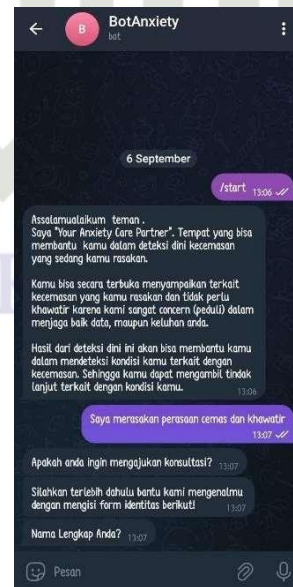 BotAnxiety
bot
6 September
/start 13:06
Assalamualaikum teman .
Saya "Your Anxiety Care Partner". Tempat yang bisa
membantu kamu dalam deteksi dini kecemasan
yang sedang kamu rasakan.
Kamu bisa secara terbuka menyampaikan terkait
kecemasan yang kamu rasakan dan tidak perlu
khawatir karena kami sangat concern (peduli) dalam
menjaga baik data, maupun keluhan anda.
Hasil dari deteksi dini ini akan bisa membantu kamu
dalam mendeteksi kondisi kamu terkait dengan
kecemasan. Sehingga kamu dapat mengambil tindak
lanjut terkait dengan kondisi kamu.
13:06
Saya merasakan perasaan cemas dan khawatir
13:07
Apakah anda ingin mengajukan konsultasi? 13:07
Silahkan terlebih dahulu bantu kami mengenalmu
dengan mengisi form identitas berikut! 13:07
Nama Lengkap Anda? 13:07
Pesan